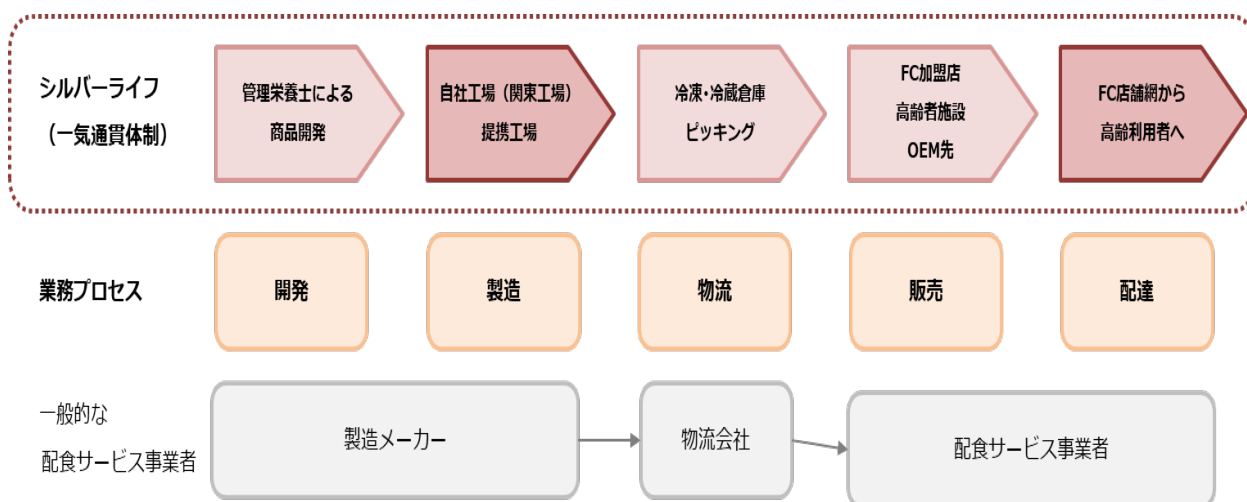 シルバーライフ
（一気通貫体制）
管理栄養士による
商品開発
自社工場（関東工場）
提携工場
冷凍・冷蔵倉庫
ピッキング
FC加盟店
高齢者施設
OEM先
FC店舗網から
高齢利用者へ
業務プロセス
開発
製造
物流
販売
配達
一般的な
配食サービス事業者
製造メーカー
物流会社
配食サービス事業者